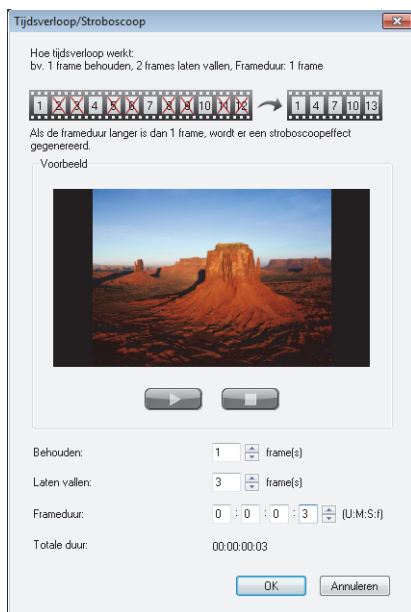 Tijdsverloop/Stroboscoop
Hoe tijdsverloop werkt:
bv. 1 frame behouden, 2 frames laten vallen, Frameduur: 1 frame
1 2 3 4 5 6 7 8 9 10 11 12 1 4 7 10 13
Als de frameduur langer is dan 1 frame, wordt er een stroboscoopeffect
gegenereerd.
Voorbeeld
Behouden: 1 frame(s)
Laten vallen: 3 frame(s)
Frameduur: 0 : 0 : 0 : 3 (U:M:S:f)
Totale duur: 00:00:00:03
OK Annuleren